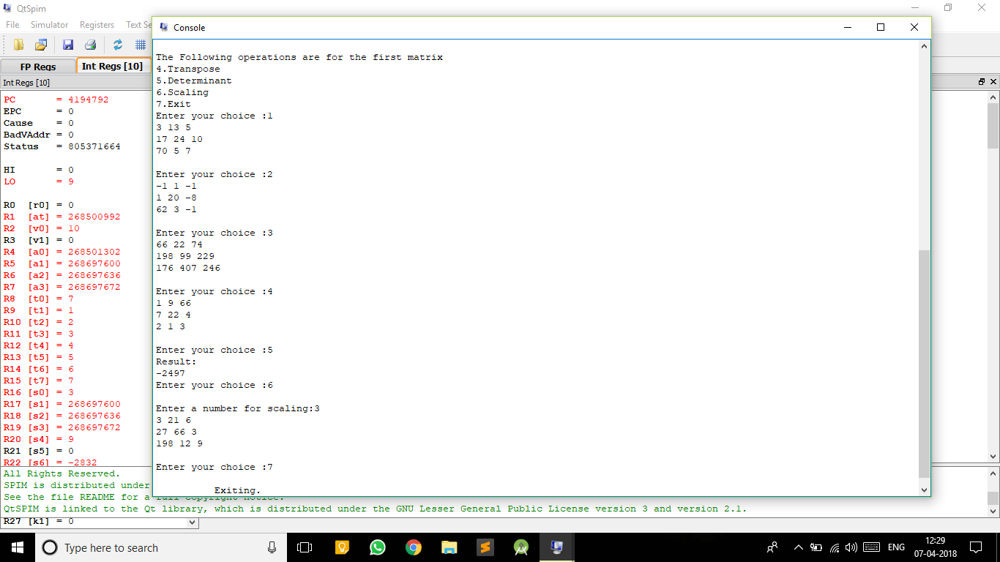 QtSpim
File Simulator Registers Text Se
Console
FP Regs
Int Regs [10]
Int Regs [10]
PC = 4194792
EPC = 0
Cause = 0
BadVAddr = 0
Status = 805371664
HI = 0
LO = 9
R0 [r0] = 0
R1 [at] = 268500992
R2 [v0] = 10
R3 [v1] = 0
R4 [a0] = 268501302
R5 [a1] = 268697600
R6 [a2] = 268697636
R7 [a3] = 268697672
R8 [t0] = 7
R9 [t1] = 1
R10 [t2] = 2
R11 [t3] = 3
R12 [t4] = 4
R13 [t5] = 5
R14 [t6] = 6
R15 [t7] = 7
R16 [s0] = 3
R17 [s1] = 268697600
R18 [s2] = 268697636
R19 [s3] = 268697672
R20 [s4] = 9
R21 [s5] = 0
R22 [s6] = -2832
The Following operations are for the first matrix
4.Transpose
5.Determinant
6.Scaling
7.Exit
Enter your choice :1
3 13 5
17 24 10
70 5 7
Enter your choice :2
-1 1 -1
1 20 -8
62 3 -1
Enter your choice :3
66 22 74
198 99 229
176 407 246
Enter your choice :4
1 9 66
7 22 4
2 1 3
Enter your choice :5
Result:
-2497
Enter your choice :6
Enter a number for scaling:3
3 21 6
27 66 3
198 12 9
Enter your choice :7
Exiting.
All Rights Reserved.
SPIM is distributed under
See the file README for a full copyright notice.
QtSPIM is linked to the Qt library, which is distributed under the GNU Lesser General Public License version 3 and version 2.1.
R27 [k1] = 0
Type here to search
ENG
12:29
07-04-2018